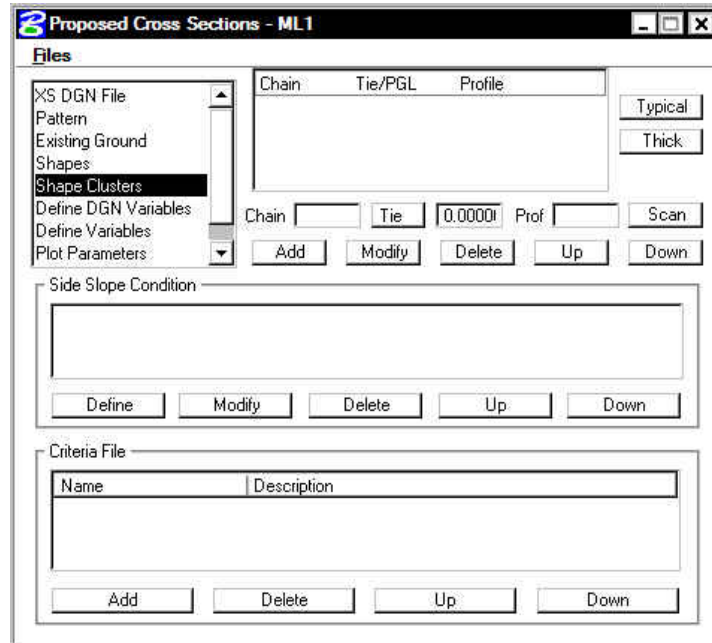 Proposed Cross Sections - ML1
Files
XS DGN File
Pattern
Existing Ground
Shapes
Shape Clusters
Define DGN Variables
Define Variables
Plot Parameters
Chain Tie/PGL Profile
Typical
Thick
Chain Tie 0.0000 Prof Scan
Add Modify Delete Up Down
Side Slope Condition
Define Modify Delete Up Down
Criteria File
Name Description
Add Delete Up Down